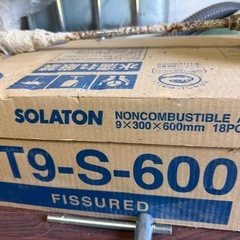 SOLATON
NONCOMBUSTIBLE
9×300×600mm 18PC
T9-S-600
FISSURED